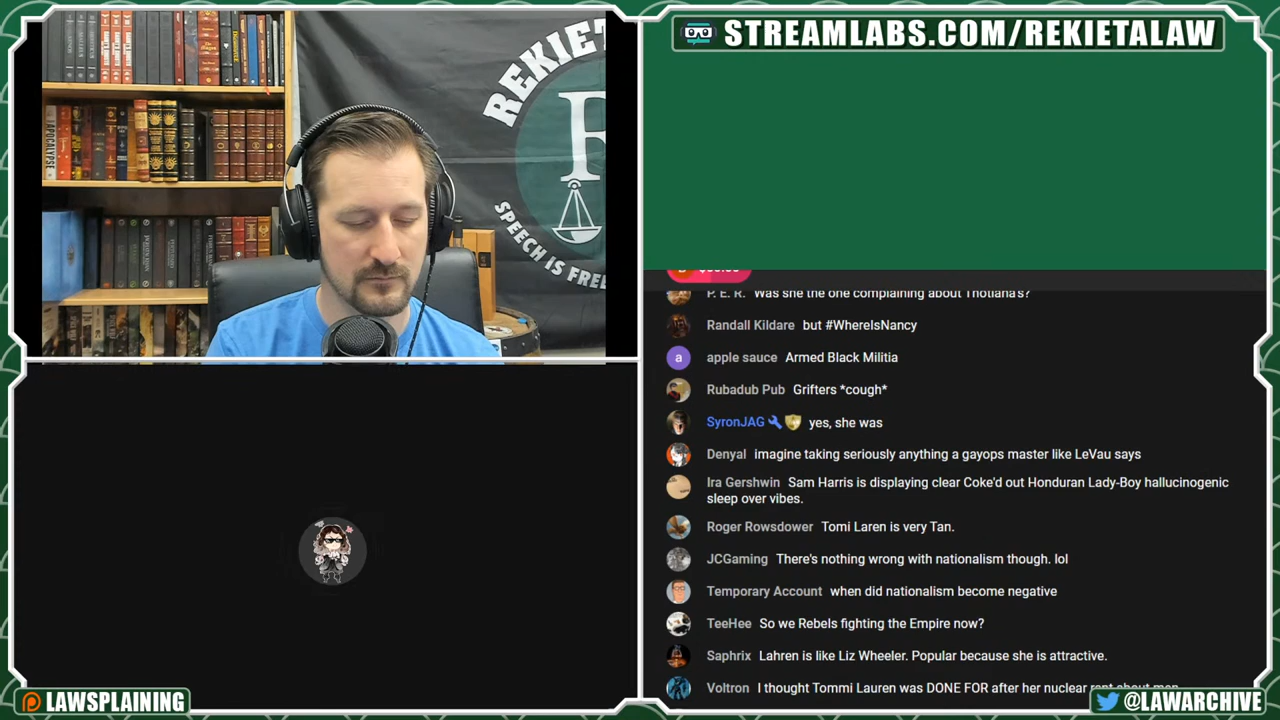 STREAMLABS.COM/REKIETALAW
REKIET
R
SPEECH IS FREE
APOCALYPSE
P. E. R. Was she the one complaining about Thotiana's?
Randall Kildare but #WhereIsNancy
a apple sauce Armed Black Militia
Rubadub Pub Grifters *cough*
SyronJAG yes, she was
Denyal imagine taking seriously anything a gayops master like LeVau says
Ira Gershwin Sam Harris is displaying clear Coke'd out Honduran Lady-Boy hallucinogenic
sleep over vibes.
Roger Rowsdower Tomi Laren is very Tan.
JCGaming There's nothing wrong with nationalism though. lol
Temporary Account when did nationalism become negative
TeeHee So we Rebels fighting the Empire now?
Saphrix Lahren is like Liz Wheeler. Popular because she is attractive.
Voltron I thought Tommi Lauren was DONE FOR after her nuclear rant about men
LAWSPLAINING
@LAWARCHIVE